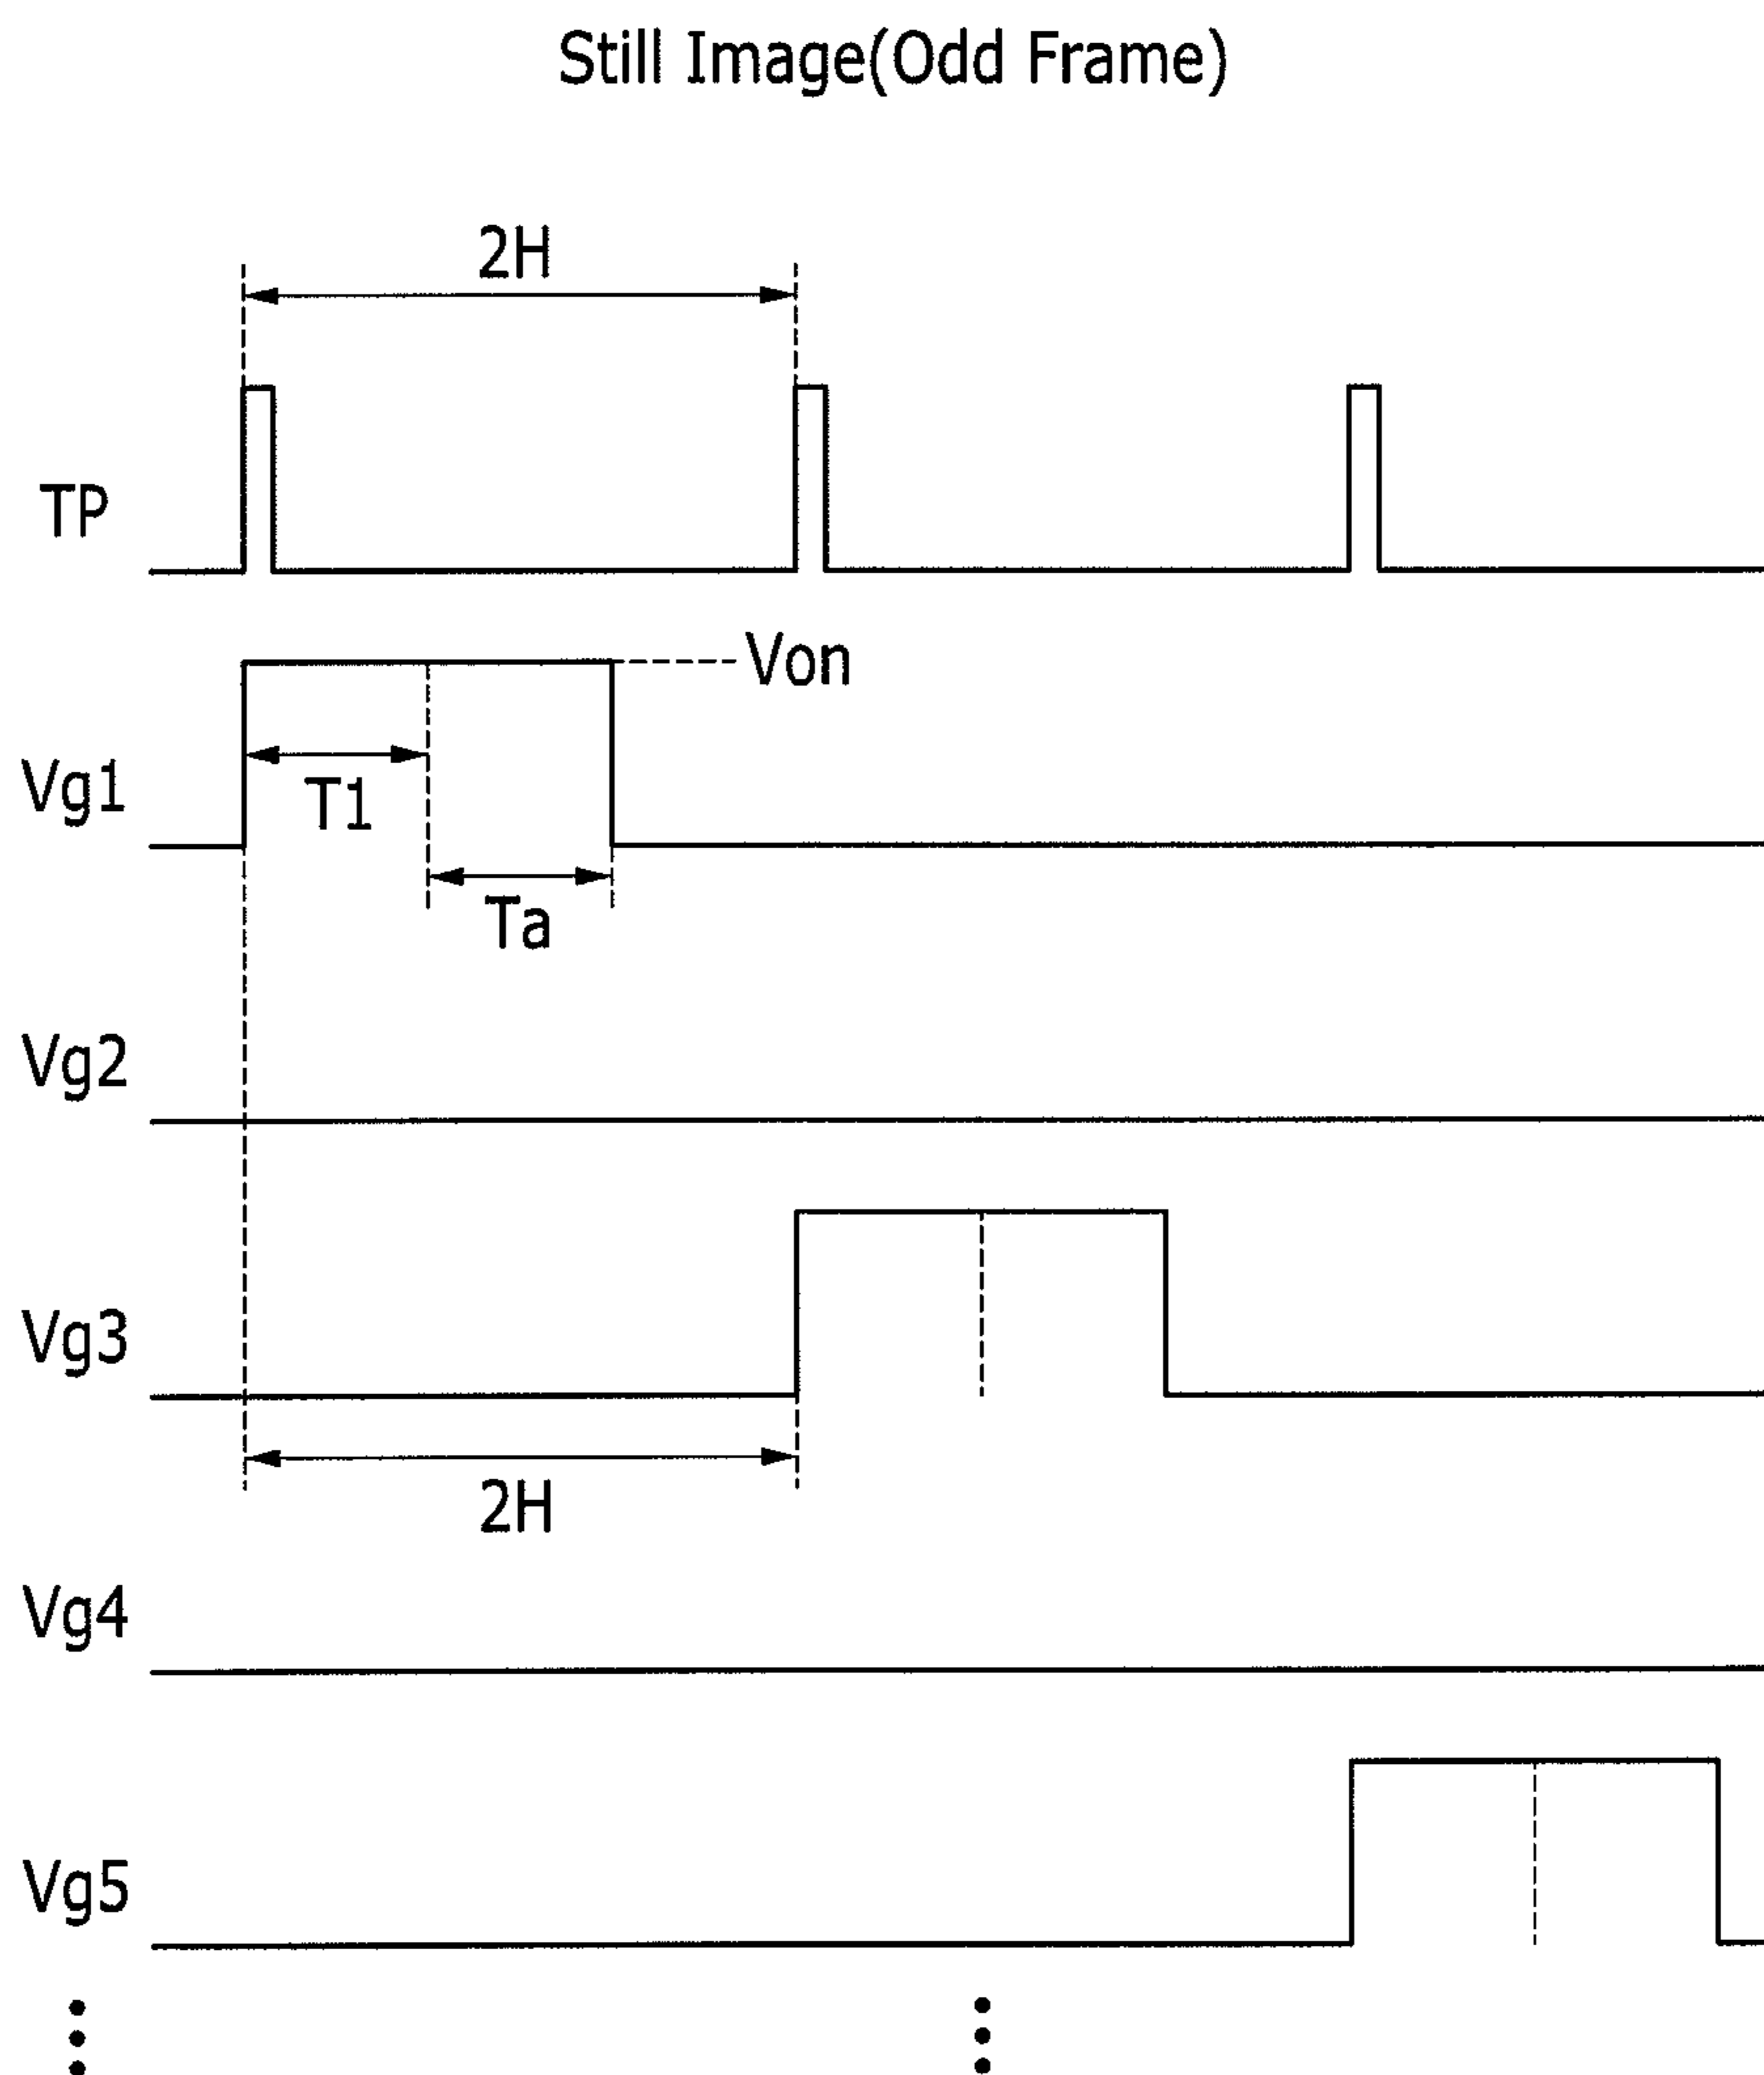 Still Image(Odd Frame)
2H
TP
Von
Vg1
T1
Ta
Vg2
Vg3
2H
Vg4
Vg5